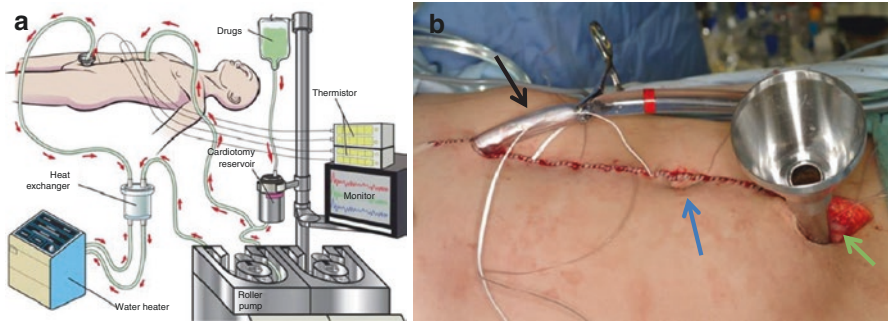 a
Drugs
Thermistor
Cardiotomy
reservoir
Heat
exchanger
Monitor
Roller
pump
Water heater
b